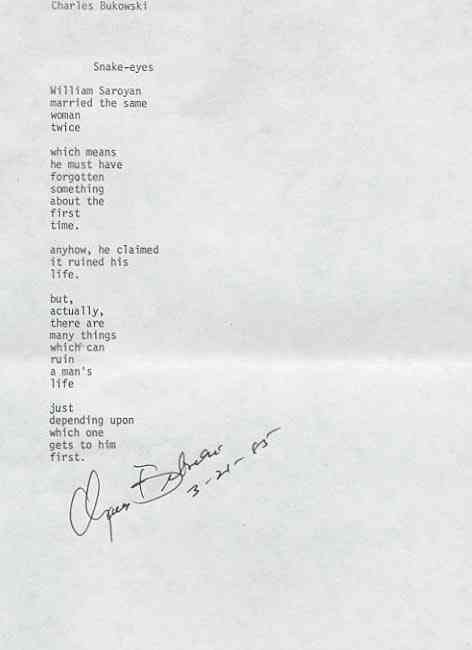 Charles Bukowski
Snake-eyes
William Saroyan
married the same
woman
twice
which means
he must have
forgotten
something
about the
first
time.
anyhow, he claimed
it ruined his
life.
but,
actually,
there are
many things
which can
ruin
a man's
life
just
depending upon
which one
gets to him
first.
3-21-85